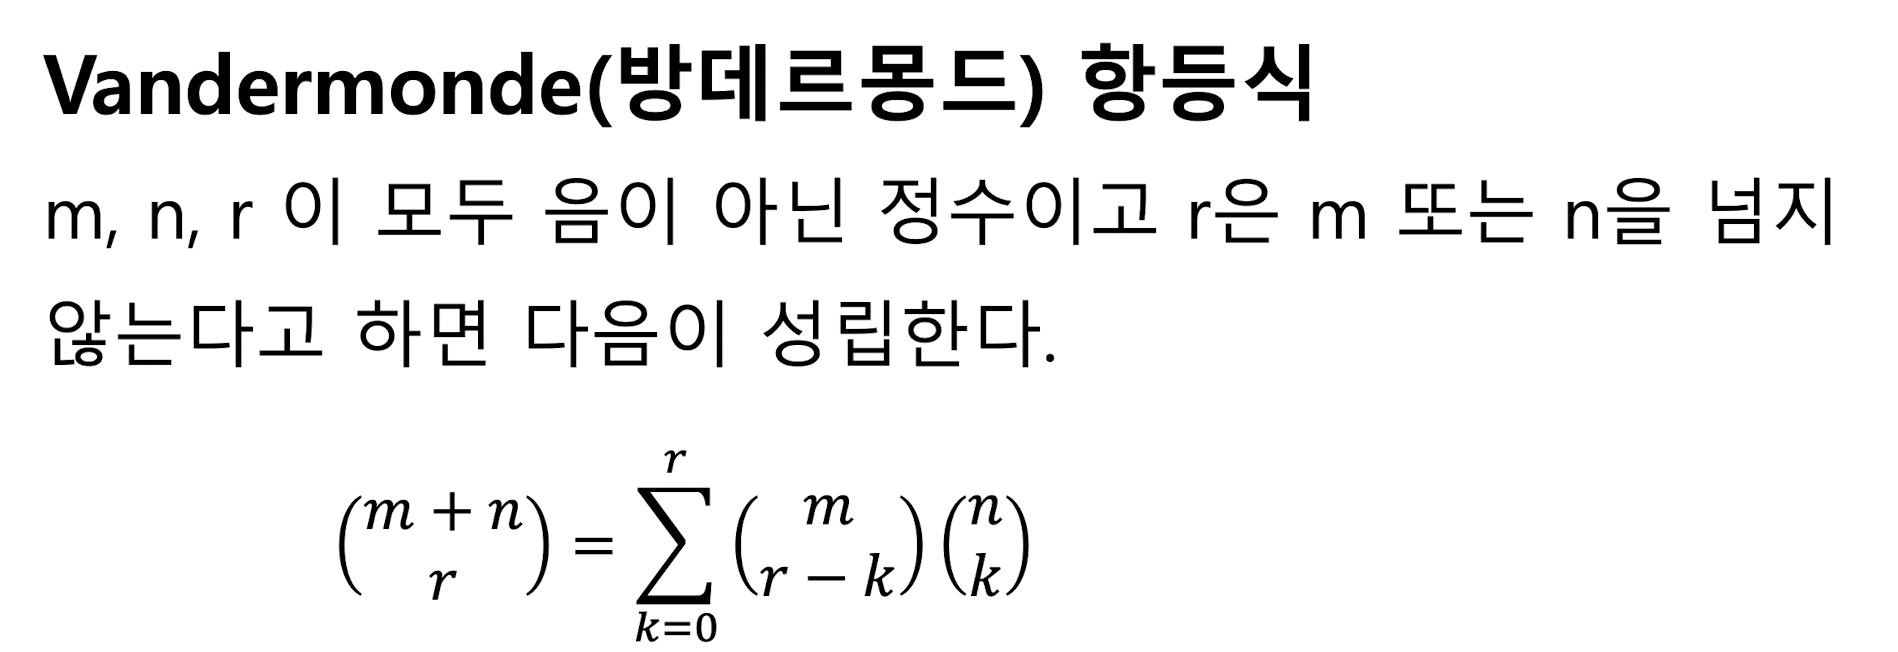 Vandermonde(방데르몽드) 항등식
m, n, r 이 모두 음이 아닌 정수이고 r은 m 또는 n을 넘지
않는다고 하면 다음이 성립한다.
$\binom{m+n}{r} = \sum_{k=0}^{r} \binom{m}{r-k} \binom{n}{k}$